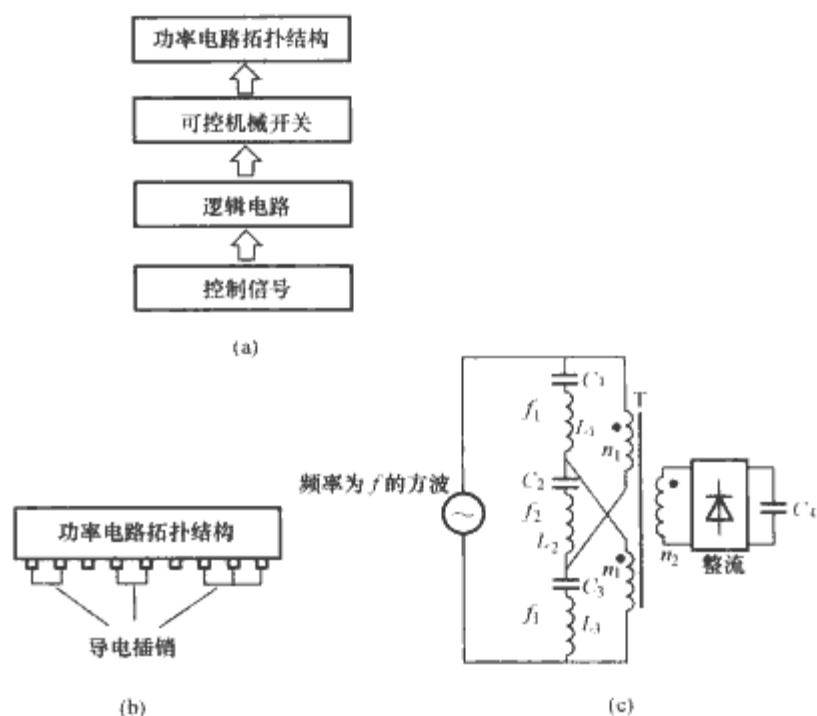 功率电路拓扑结构
可控机械开关
逻辑电路
控制信号
(a)
功率电路拓扑结构
导电插销
(b)
频率为f的方波
C1
f1
L1
n1
T
C2
f2
L2
n1
C3
f1
L3
n2
整流
(c)